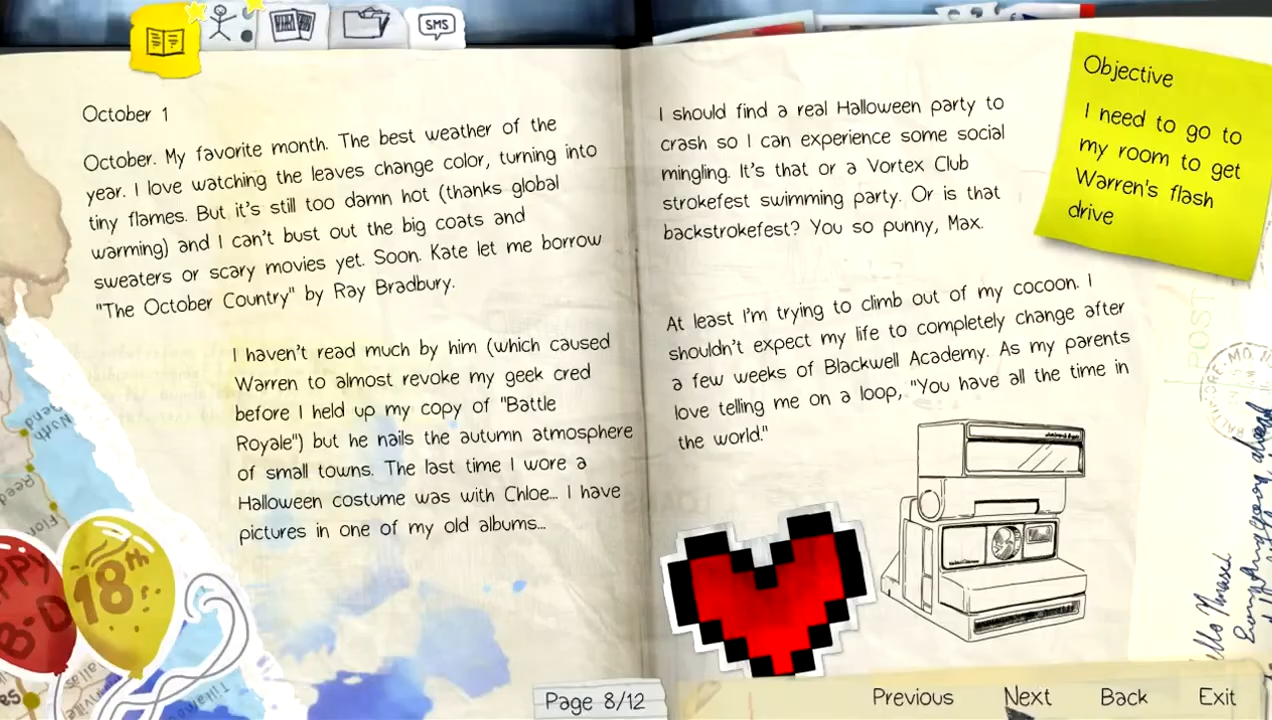 SMS
October 1
October. My favorite month. The best weather of the
year. I love watching the leaves change color, turning into
tiny flames. But it's still too damn hot (thanks global
warming) and I can't bust out the big coats and
sweaters or scary movies yet. Soon. Kate let me borrow
"The October Country" by Ray Bradbury.
I haven't read much by him (which caused
Warren to almost revoke my geek cred
before I held up my copy of "Battle
Royale") but he nails the autumn atmosphere
of small towns. The last time I wore a
Halloween costume was with Chloe... I have
pictures in one of my old albums...
I should find a real Halloween party to
crash so I can experience some social
mingling. It's that or a Vortex Club
strokefest swimming party. Or is that
backstrokefest? You so punny, Max.
At least I'm trying to climb out of my cocoon. I
shouldn't expect my life to completely change after
a few weeks of Blackwell Academy. As my parents
love telling me on a loop, "You have all the time in
the world."
Objective
I need to go to
my room to get
Warren's flash
drive
POST
North
Bend
18th
B-D
Page 8/12
Previous
Next
Back
Exit